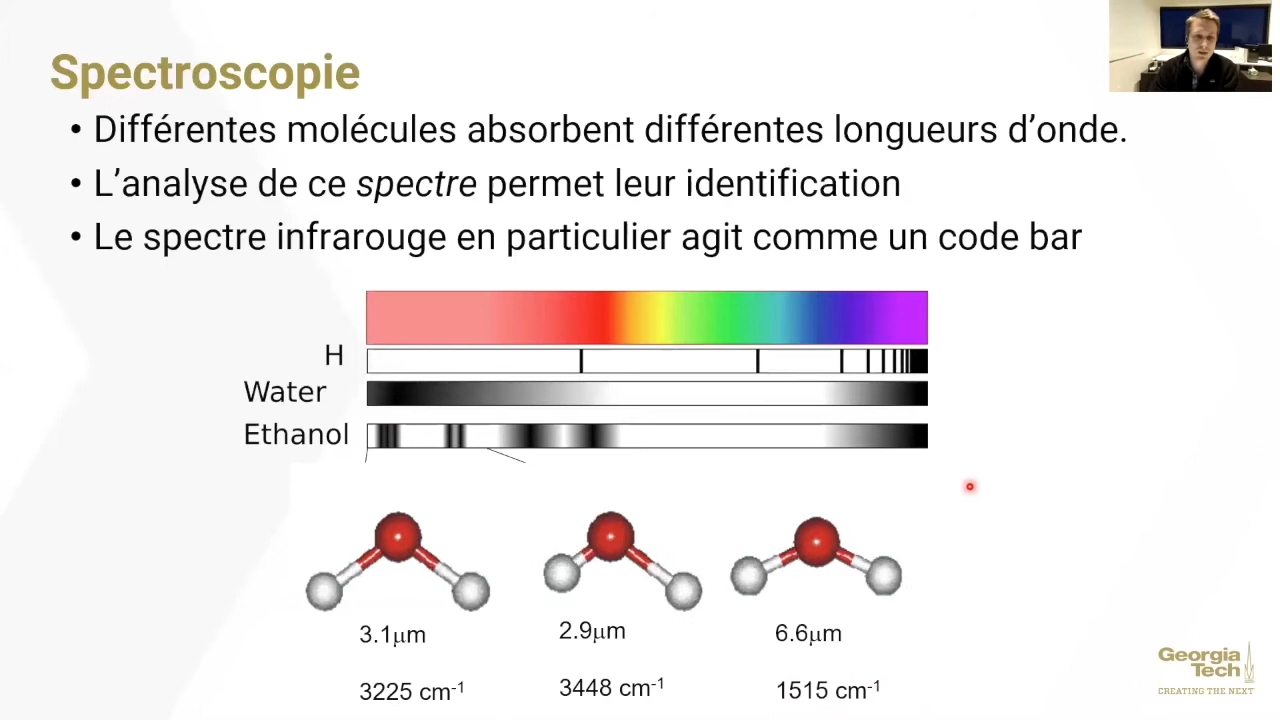 Spectroscopie
• Différentes molécules absorbent différentes longueurs d’onde.
• L’analyse de ce spectre permet leur identification
• Le spectre infrarouge en particulier agit comme un code bar
H
Water
Ethanol
3.1μm
2.9μm
6.6μm
3225 cm-1
3448 cm-1
1515 cm-1
Georgia
Tech
CREATING THE NEXT